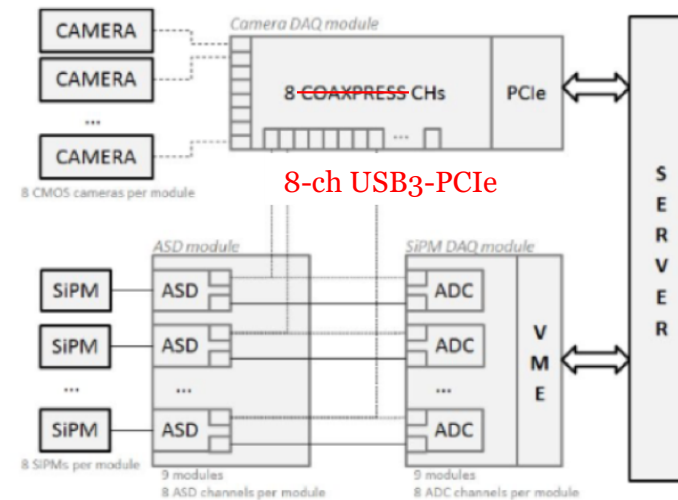 Camera DAQ module
CAMERA
CAMERA
...
CAMERA
8 CMOS cameras per module
8 COAXPRESS CHs
...
PCIe
8-ch USB3-PCIe
SERVER
ASD module
SiPM DAQ module
SiPM
ASD
ADC
SiPM
ASD
ADC
...
...
...
SiPM
ASD
ADC
VME
8 SiPMs per module
9 modules
8 ASD channels per module
9 modules
8 ADC channels per module